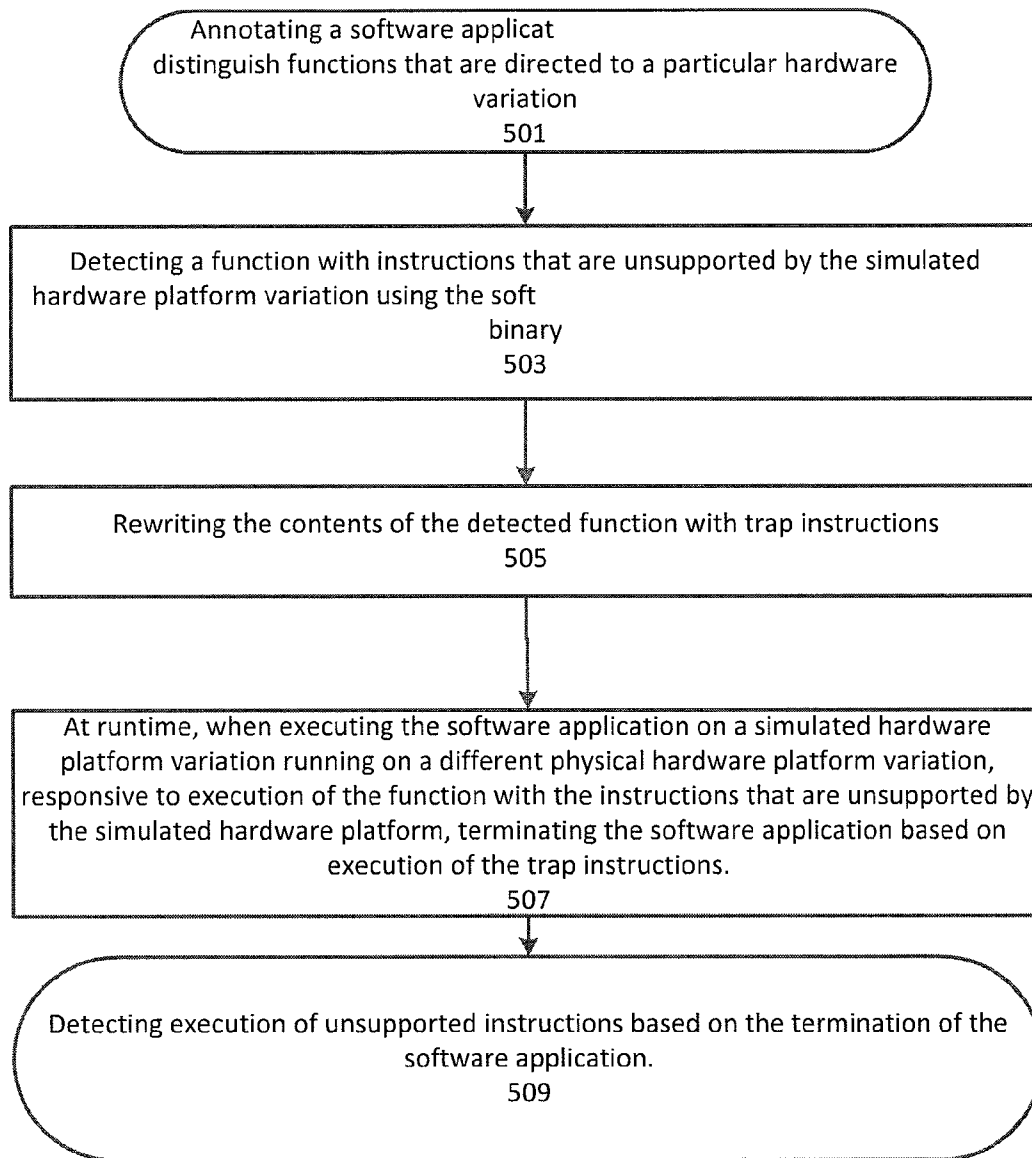 Annotating a software applicat
distinguish functions that are directed to a particular hardware
variation
501
Detecting a function with instructions that are unsupported by the simulated
hardware platform variation using the soft
binary
503
Rewriting the contents of the detected function with trap instructions
505
At runtime, when executing the software application on a simulated hardware
platform variation running on a different physical hardware platform variation,
responsive to execution of the function with the instructions that are unsupported by
the simulated hardware platform, terminating the software application based on
execution of the trap instructions.
507
Detecting execution of unsupported instructions based on the termination of the
software application.
509